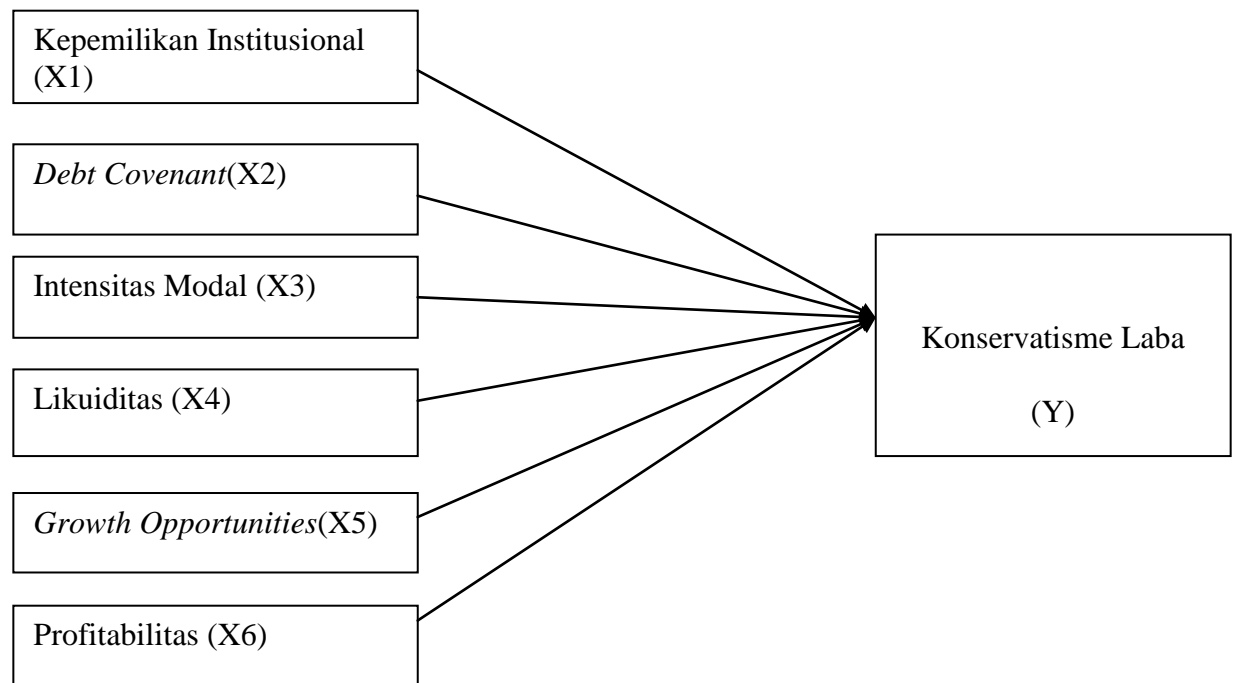 Kepemilikan Institusional
(X1)
Debt Covenant(X2)
Intensitas Modal (X3)
Likuiditas (X4)
Growth Opportunities(X5)
Profitabilitas (X6)
Konservatisme Laba
(Y)